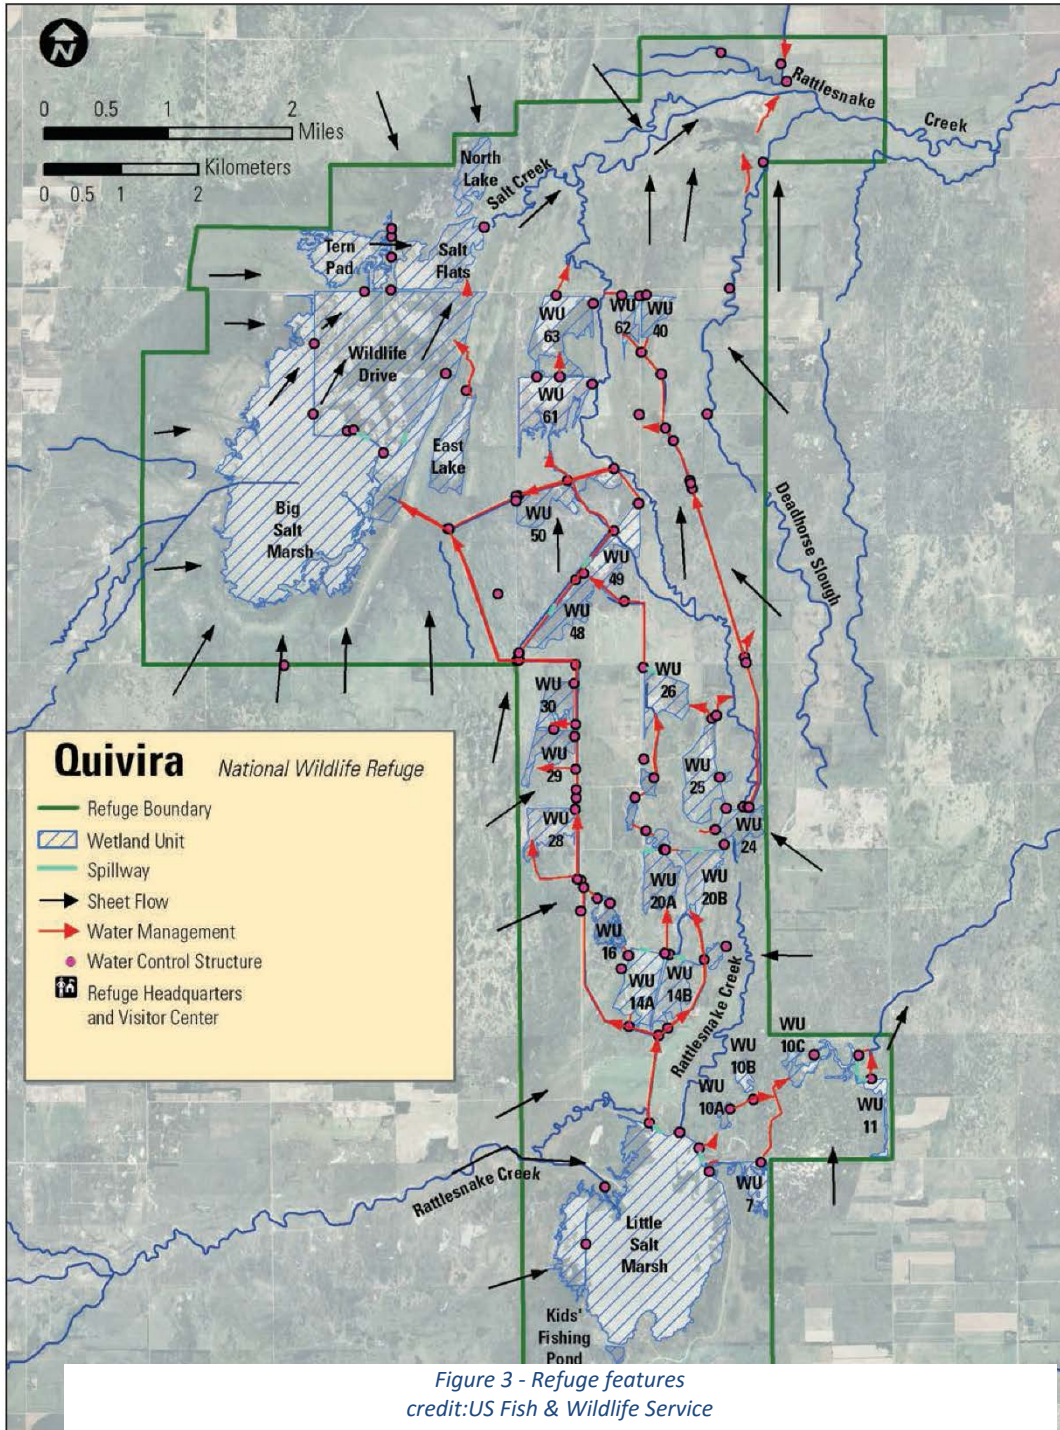 N
0 0.5 1 2
Miles
Kilometers
0.5 1 2
North
Lake
Salt Creek
Rattlesnake
Creek
Tern
Pad
Salt
Flats
WU
63
WU
62
WU
40
Wildlife
Drive
WU
61
East
Lake
Big
Salt
Marsh
WU
50
WU
49
WU
48
Deadhorse Slough
WU
30
WU
26
WU
29
WU
25
WU
28
WU
24
WU
20A
WU
20B
WU
16
WU
14A
WU
14B
Rattlesnake Creek
WU
10C
WU
10B
WU
10A
WU
11
WU
7
Rattlesnake Creek
Little
Salt
Marsh
Kids'
Fishing
Pond
Quivira National Wildlife Refuge
Refuge Boundary
Wetland Unit
Spillway
Sheet Flow
Water Management
Water Control Structure
Refuge Headquarters
and Visitor Center
Figure 3 - Refuge features
credit:US Fish & Wildlife Service